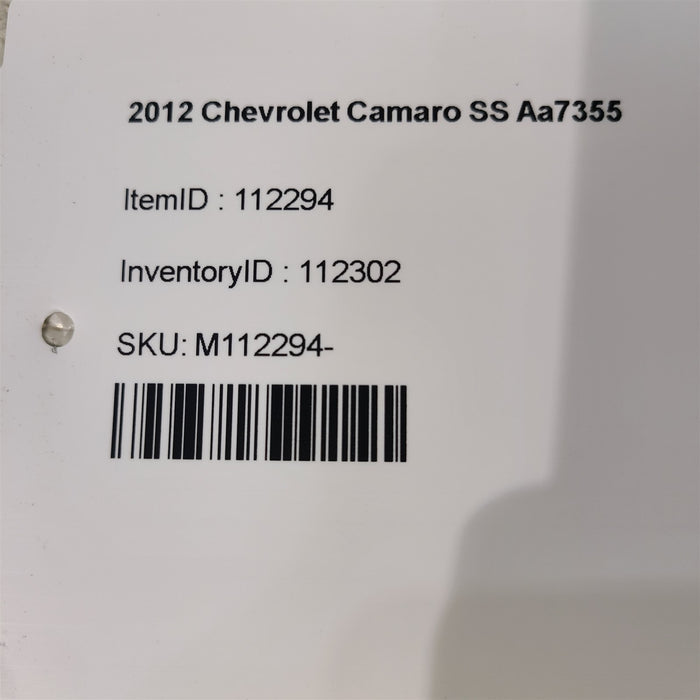 2012 Chevrolet Camaro SS Aa7355
ItemID : 112294
InventoryID : 112302
SKU: M112294-